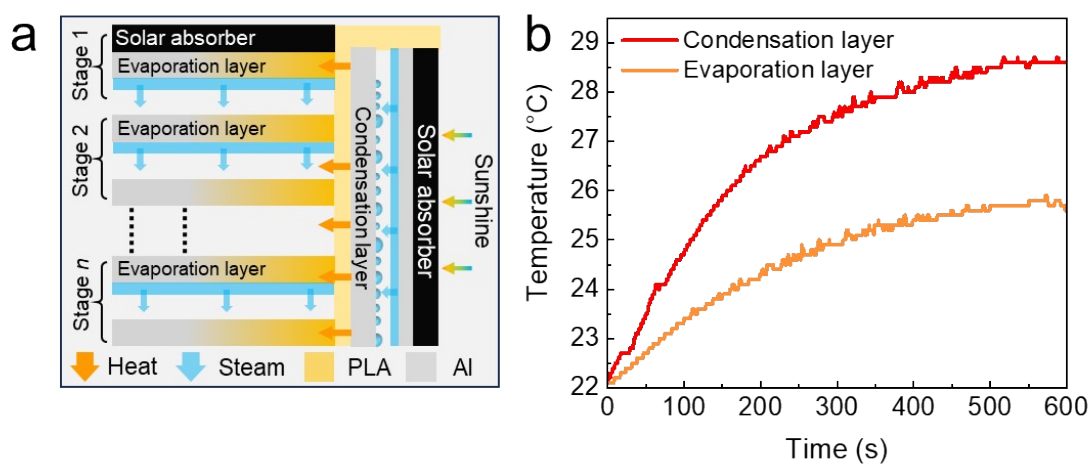 a
Solar absorber
Stage 1
Evaporation layer
Stage 2
Evaporation layer
Stage n
Evaporation layer
Condensation layer
Solar absorber
Sunshine
Heat
Steam
PLA
Al
b
Condensation layer
Evaporation layer
Temperature (°C)
29
28
27
26
25
24
23
22
0 100 200 300 400 500 600
Time (s)